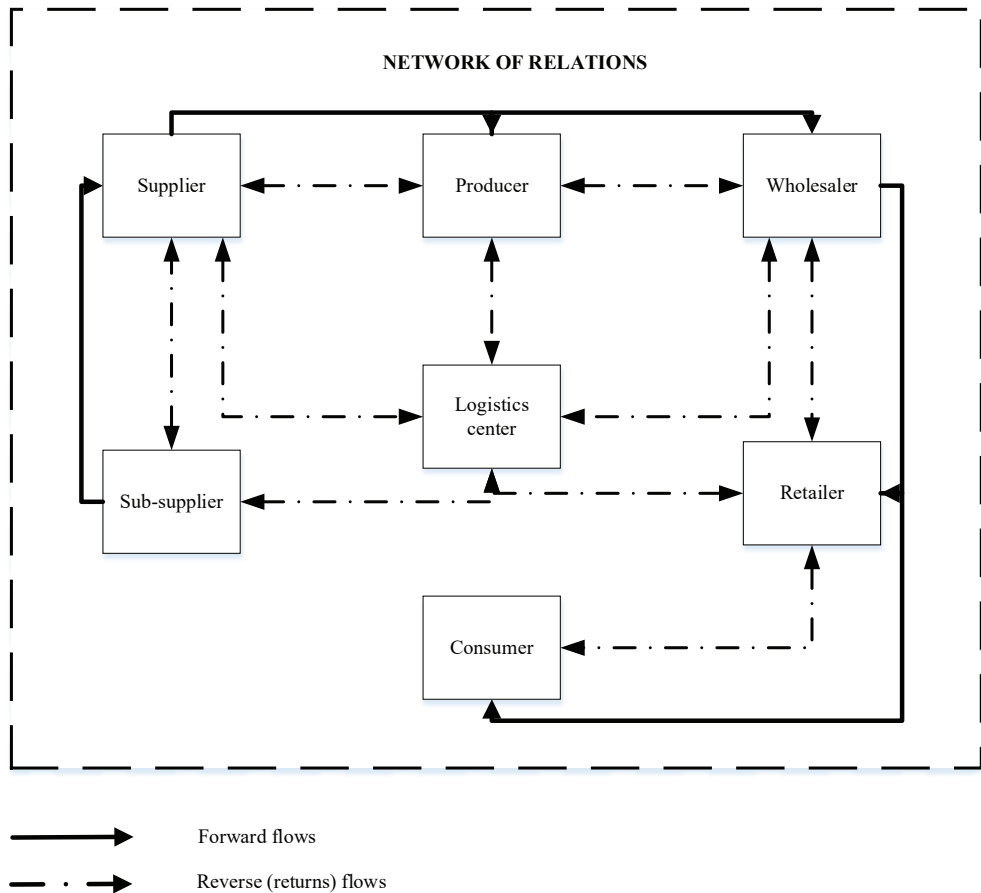 NETWORK OF RELATIONS
Supplier
Producer
Wholesaler
Logistics
center
Sub-supplier
Retailer
Consumer
Forward flows
Reverse (returns) flows